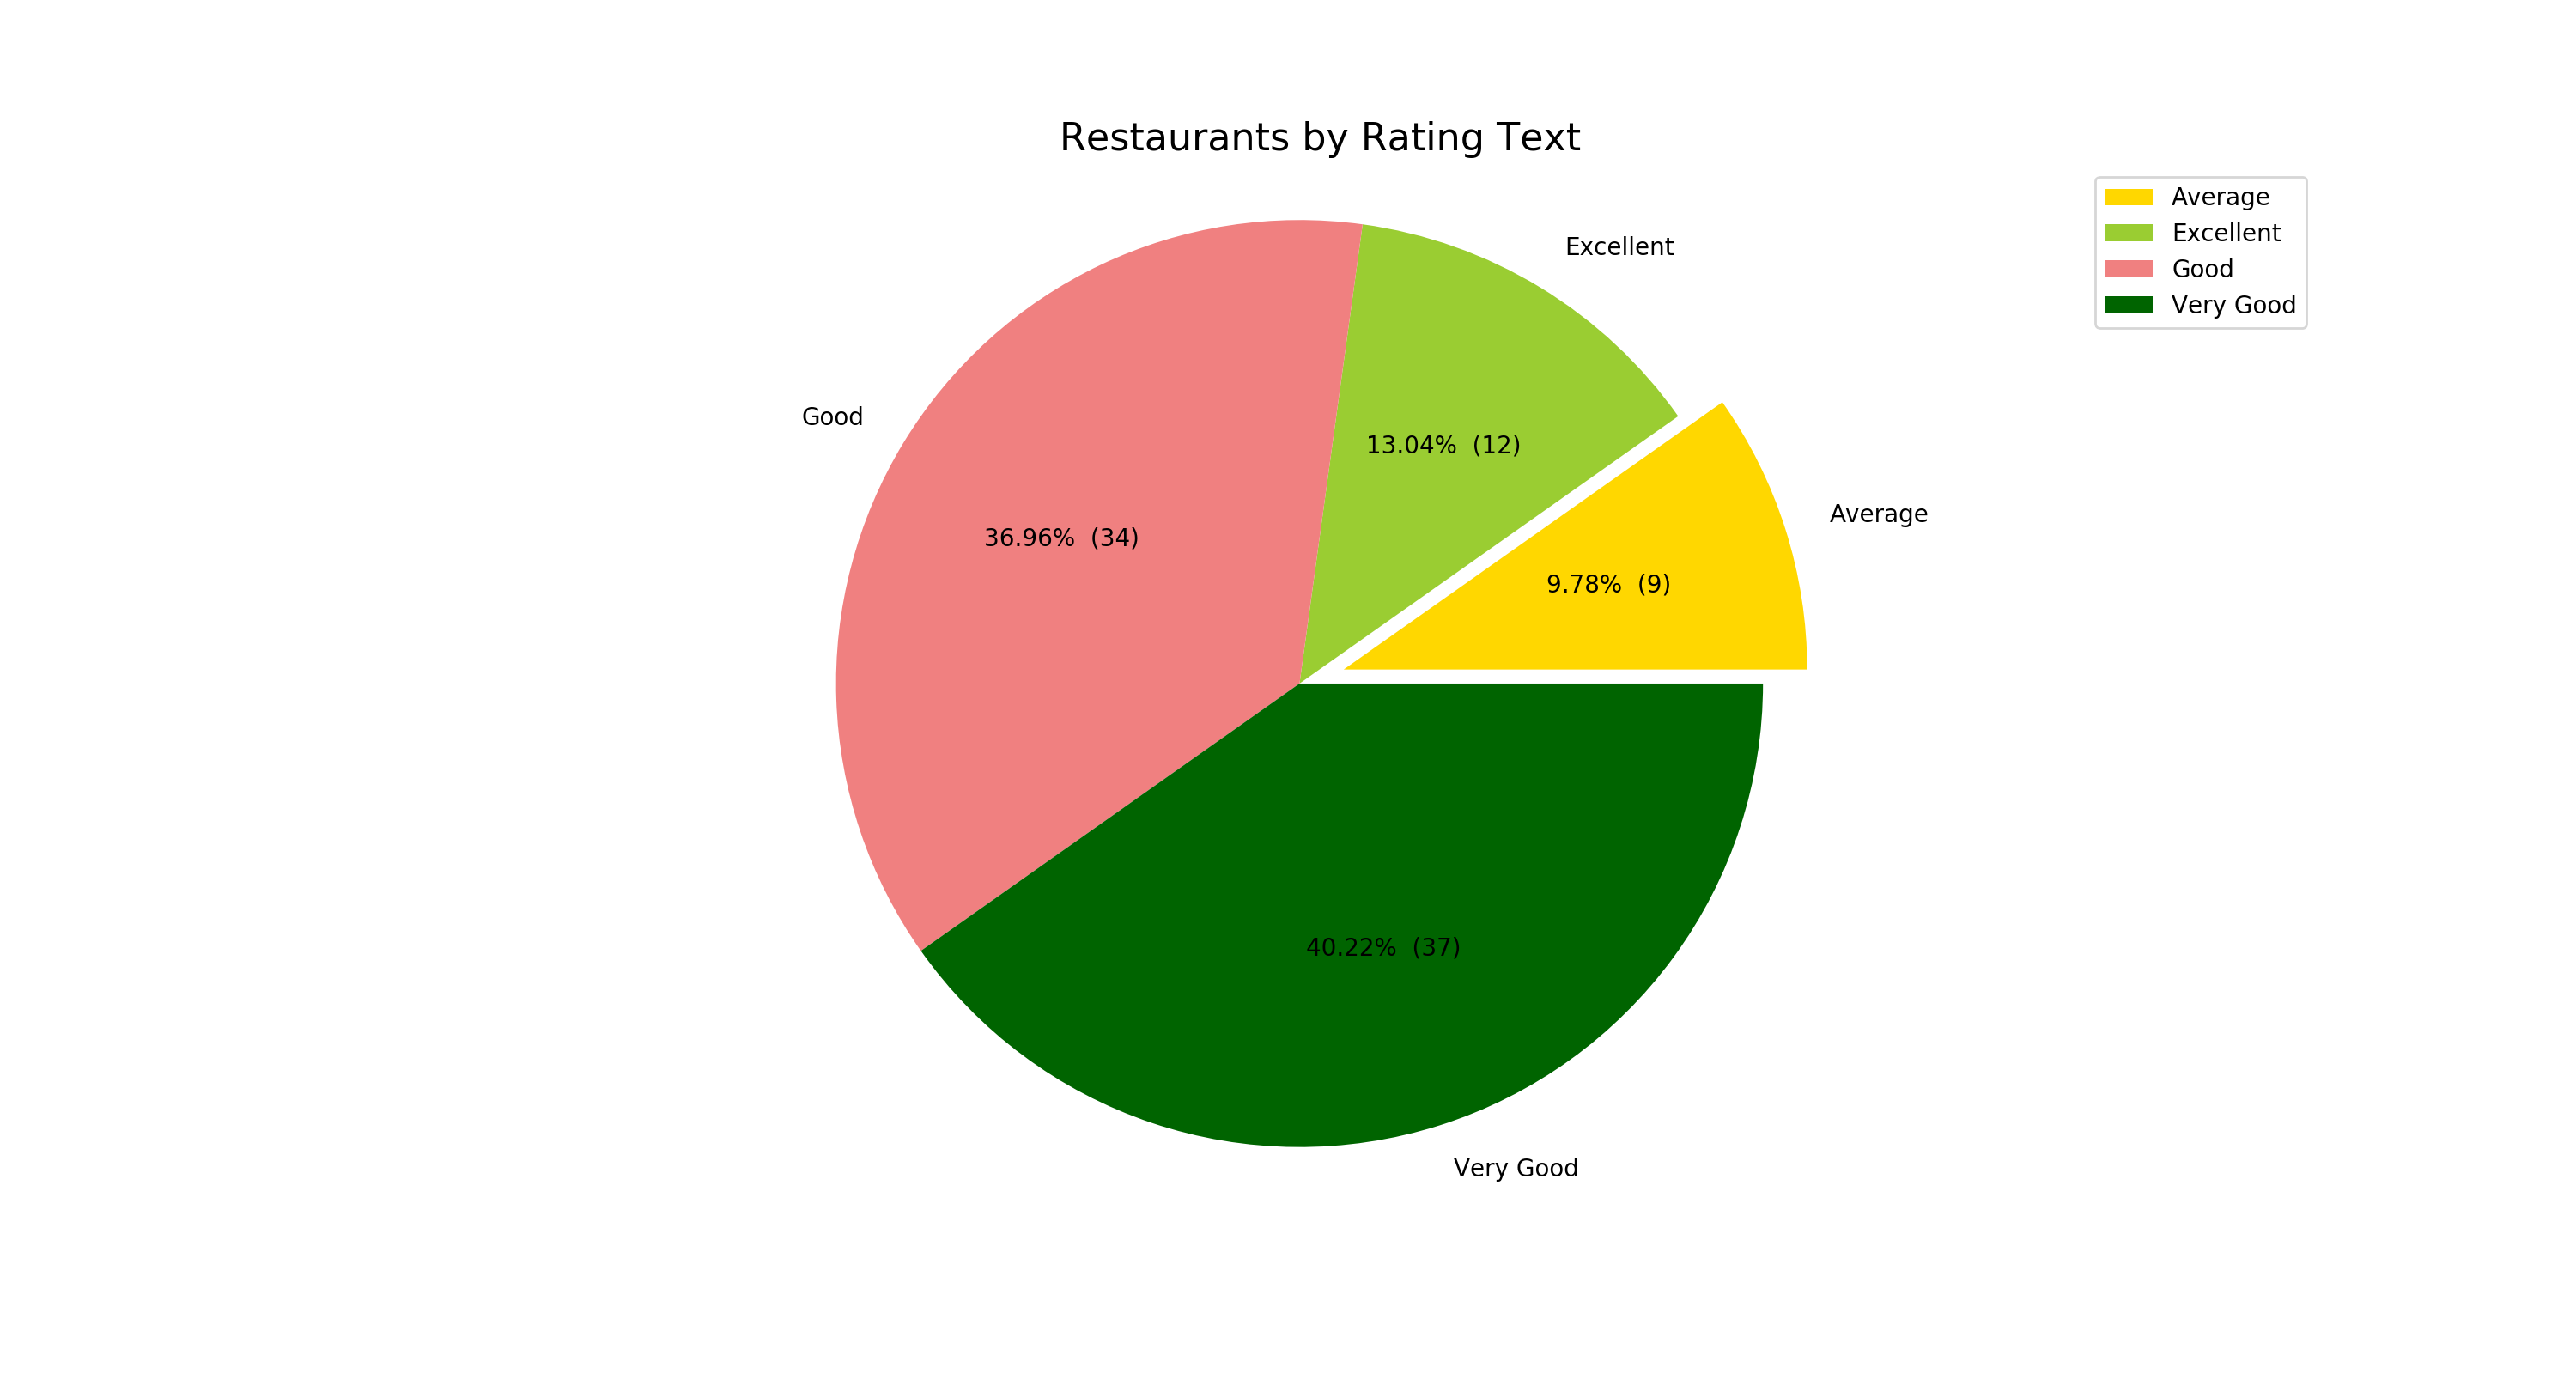 Restaurants by Rating Text
Average
Excellent
Good
Very Good
Excellent
Good
13.04%  (12)
Average
36.96%  (34)
9.78%  (9)
40.22%  (37)
Very Good